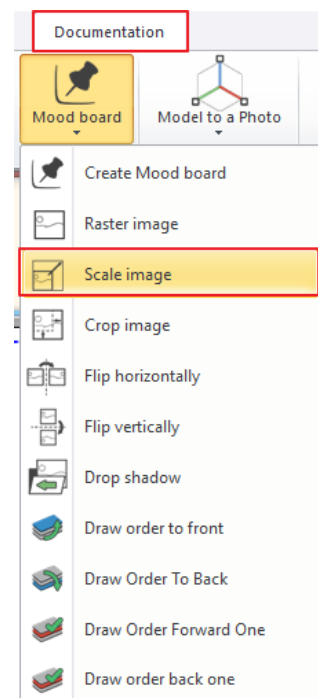 Documentation
Mood board
Model to a Photo
Create Mood board
Raster image
Scale image
Crop image
Flip horizontally
Flip vertically
Drop shadow
Draw order to front
Draw Order To Back
Draw Order Forward One
Draw order back one